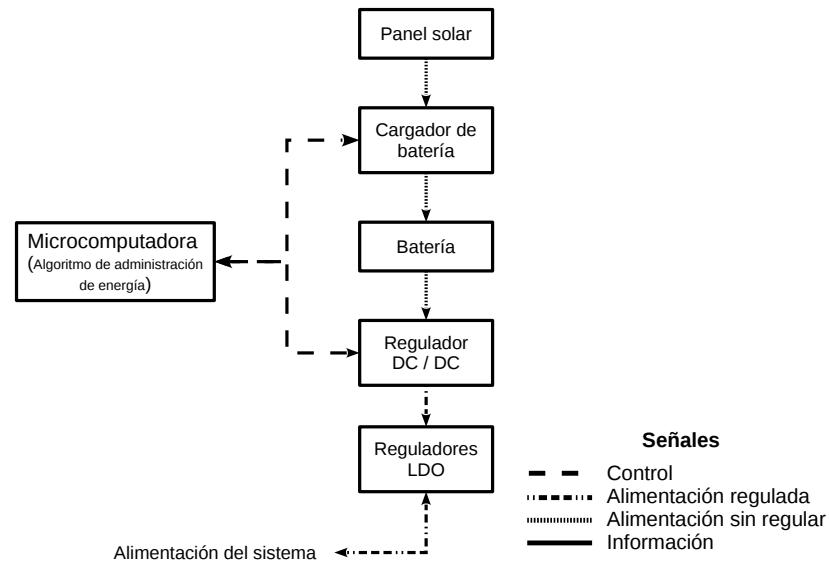 Panel solar
Cargador de
batería
Microcomputadora
(Algoritmo de administración
de energía)
Batería
Regulador
DC / DC
Reguladores
LDO
Alimentación del sistema
Señales
Control
Alimentación regulada
Alimentación sin regular
Información